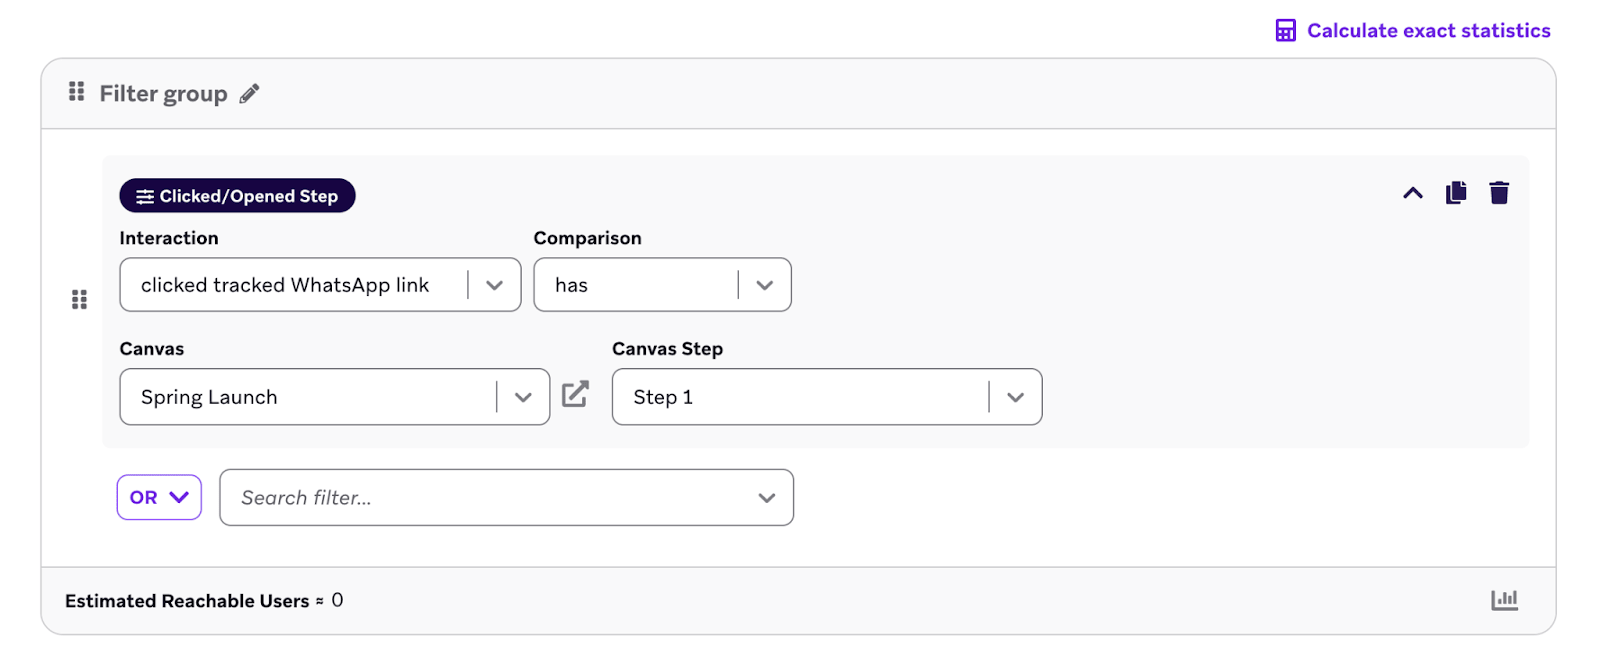 Calculate exact statistics
Filter group
Clicked/Opened Step
Interaction Comparison
clicked tracked WhatsApp link has
Canvas Canvas Step
Spring Launch Step 1
OR Search filter...
Estimated Reachable Users ≈ 0